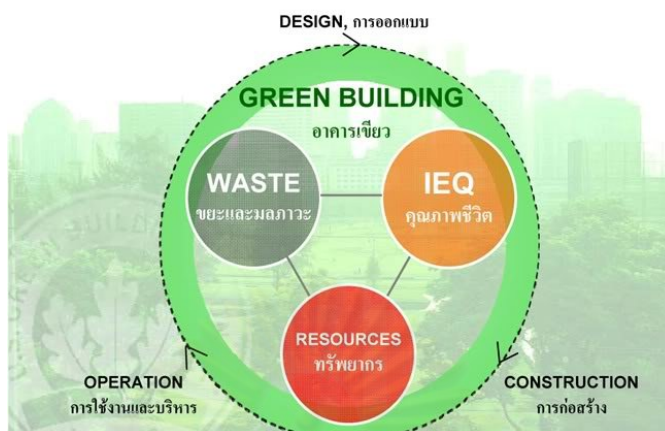 DESIGN, การออกแบบ
GREEN BUILDING
อาคารเขียว
WASTE
ขยะและมลภาวะ
IEQ
คุณภาพชีวิต
RESOURCES
ทรัพยากร
OPERATION
การใช้งานและบริหาร
CONSTRUCTION
การก่อสร้าง